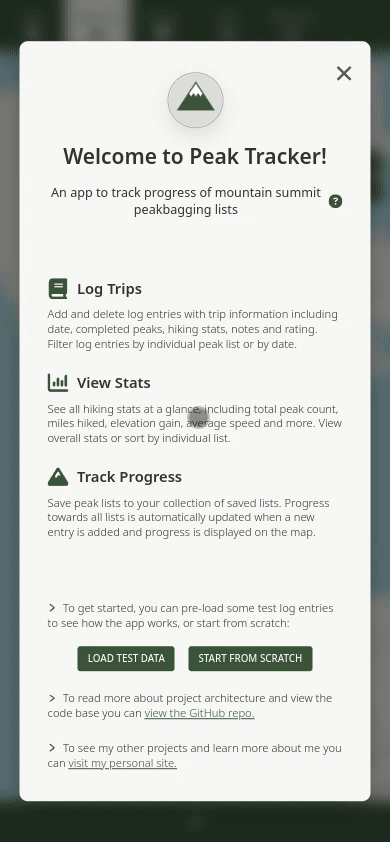 Welcome to Peak Tracker!
An app to track progress of mountain summit
peakbagging lists
?
Log Trips
Add and delete log entries with trip information including
date, completed peaks, hiking stats, notes and rating.
Filter log entries by individual peak list or by date.
View Stats
See all hiking stats at a glance, including total peak count,
miles hiked, elevation gain, average speed and more. View
overall stats or sort by individual list.
Track Progress
Save peak lists to your collection of saved lists. Progress
towards all lists is automatically updated when a new
entry is added and progress is displayed on the map.
> To get started, you can pre-load some test log entries
to see how the app works, or start from scratch:
LOAD TEST DATA START FROM SCRATCH
> To read more about project architecture and view the
code base you can view the GitHub repo.
> To see my other projects and learn more about me you
can visit my personal site.